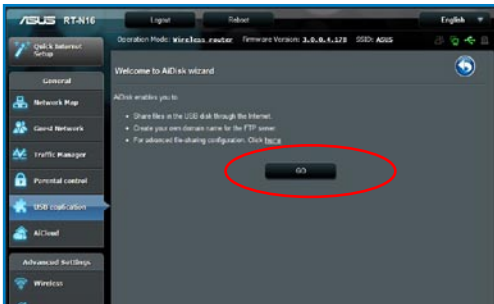 ASUS RT-N16
Logout
Reboot
English
Operation Mode: Wireless router Firmware Version: 3.0.0.4.178 SSID: ASUS
Quick Internet
Setup
General
Network Map
Guest Network
Traffic Manager
Parental control
USB application
AiCloud
Advanced Settings
Wireless
Welcome to AiDisk wizard
AiDisk enables you to
• Share files in the USB disk through the Internet.
• Create your own domain name for the FTP server.
• For advanced file-sharing configuration. Click here
GO